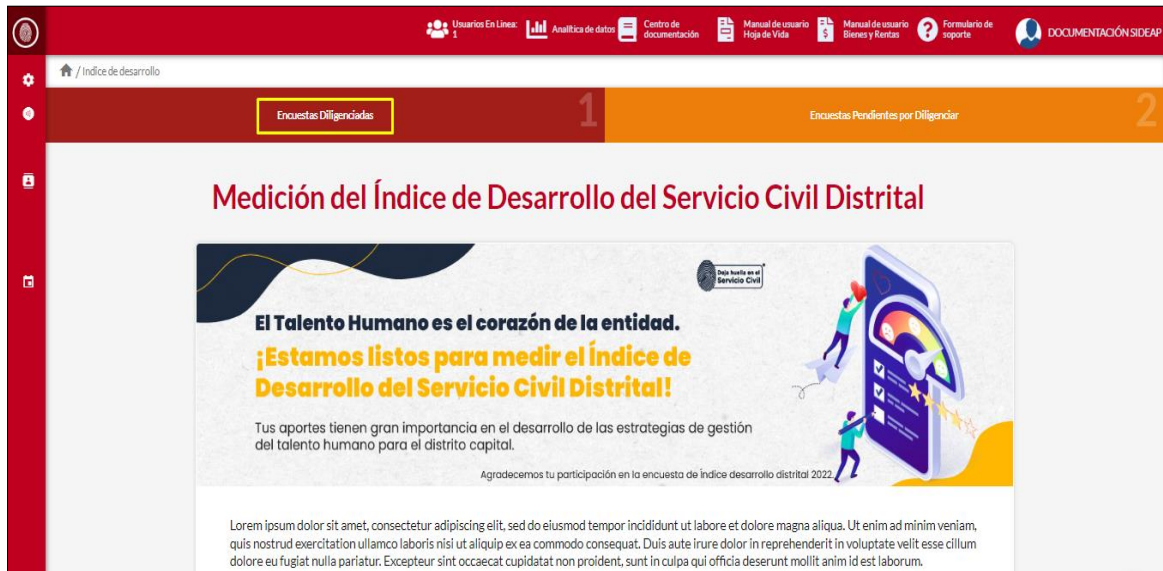 Usuarios En Linea:
1
Analítica de datos
Centro de
documentación
Manual de usuario
Hoja de Vida
Manual de usuario
Bienes y Rentas
Formulario de
soporte
DOCUMENTACIÓN SIDEAP
/ Indice de desarrollo
Encuestas Diligenciadas
1
Encuestas Pendientes por Diligenciar
2
Medición del Índice de Desarrollo del Servicio Civil Distrital
Deja huella en el
Servicio Civil
El Talento Humano es el corazón de la entidad.
¡Estamos listos para medir el Índice de
Desarrollo del Servicio Civil Distrital!
Tus aportes tienen gran importancia en el desarrollo de las estrategias de gestión
del talento humano para el distrito capital.
Agradecemos tu participación en la encuesta de Índice desarrollo distrital 2022
Lorem ipsum dolor sit amet, consectetur adipiscing elit, sed do eiusmod tempor incididunt ut labore et dolore magna aliqua. Ut enim ad minim veniam,
quis nostrud exercitation ullamco laboris nisi ut aliquip ex ea commodo consequat. Duis aute irure dolor in reprehenderit in voluptate velit esse cillum
dolore eu fugiat nulla pariatur. Excepteur sint occaecat cupidatat non proident, sunt in culpa qui officia deserunt mollit anim id est laborum.